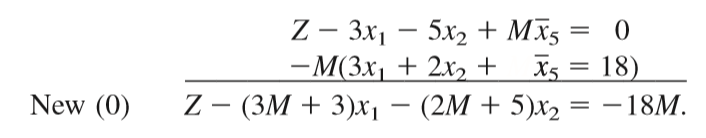 Z − 3x₁ − 5x₂ + Mx̄₅ = 0
−M(3x₁ + 2x₂ + x̄₅ = 18)
New (0) Z − (3M + 3)x₁ − (2M + 5)x₂ = −18M.